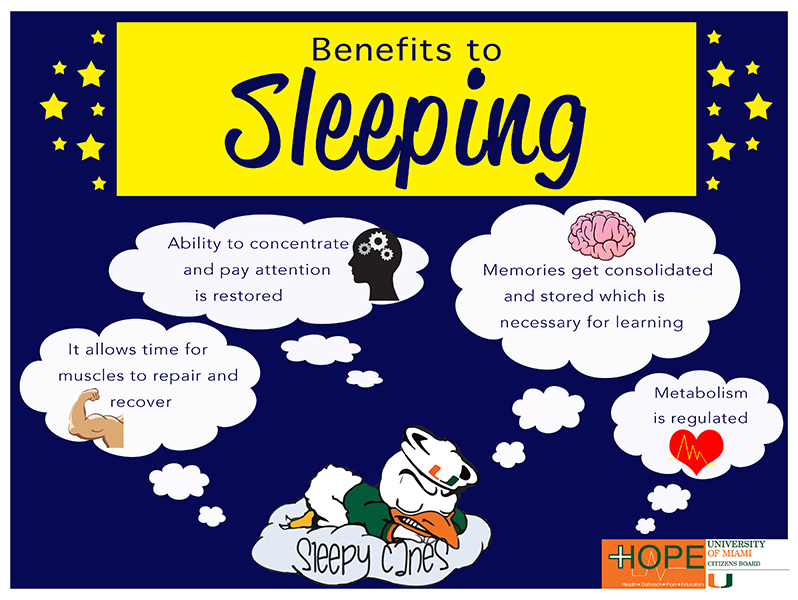 Benefits to
Sleeping
Ability to concentrate
and pay attention
is restored
Memories get consolidated
and stored which is
necessary for learning
It allows time for
muscles to repair and
recover
Metabolism
is regulated
U
Sleepy Canes
HOPE
Health • Outreach • Peer • Educators
UNIVERSITY
OF MIAMI
CITIZENS BOARD
U